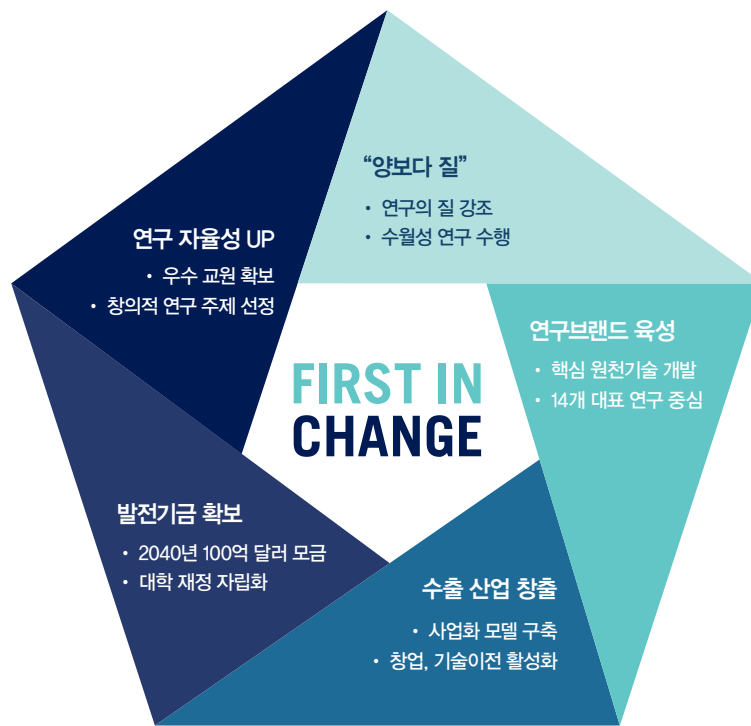 “양보다 질”
• 연구의 질 강조
• 수월성 연구 수행
연구 자율성 UP
• 우수 교원 확보
• 창의적 연구 주제 선정
연구브랜드 육성
• 핵심 원천기술 개발
• 14개 대표 연구 중심
FIRST IN
CHANGE
발전기금 확보
• 2040년 100억 달러 모금
• 대학 재정 자립화
수출 산업 창출
• 사업화 모델 구축
• 창업, 기술이전 활성화